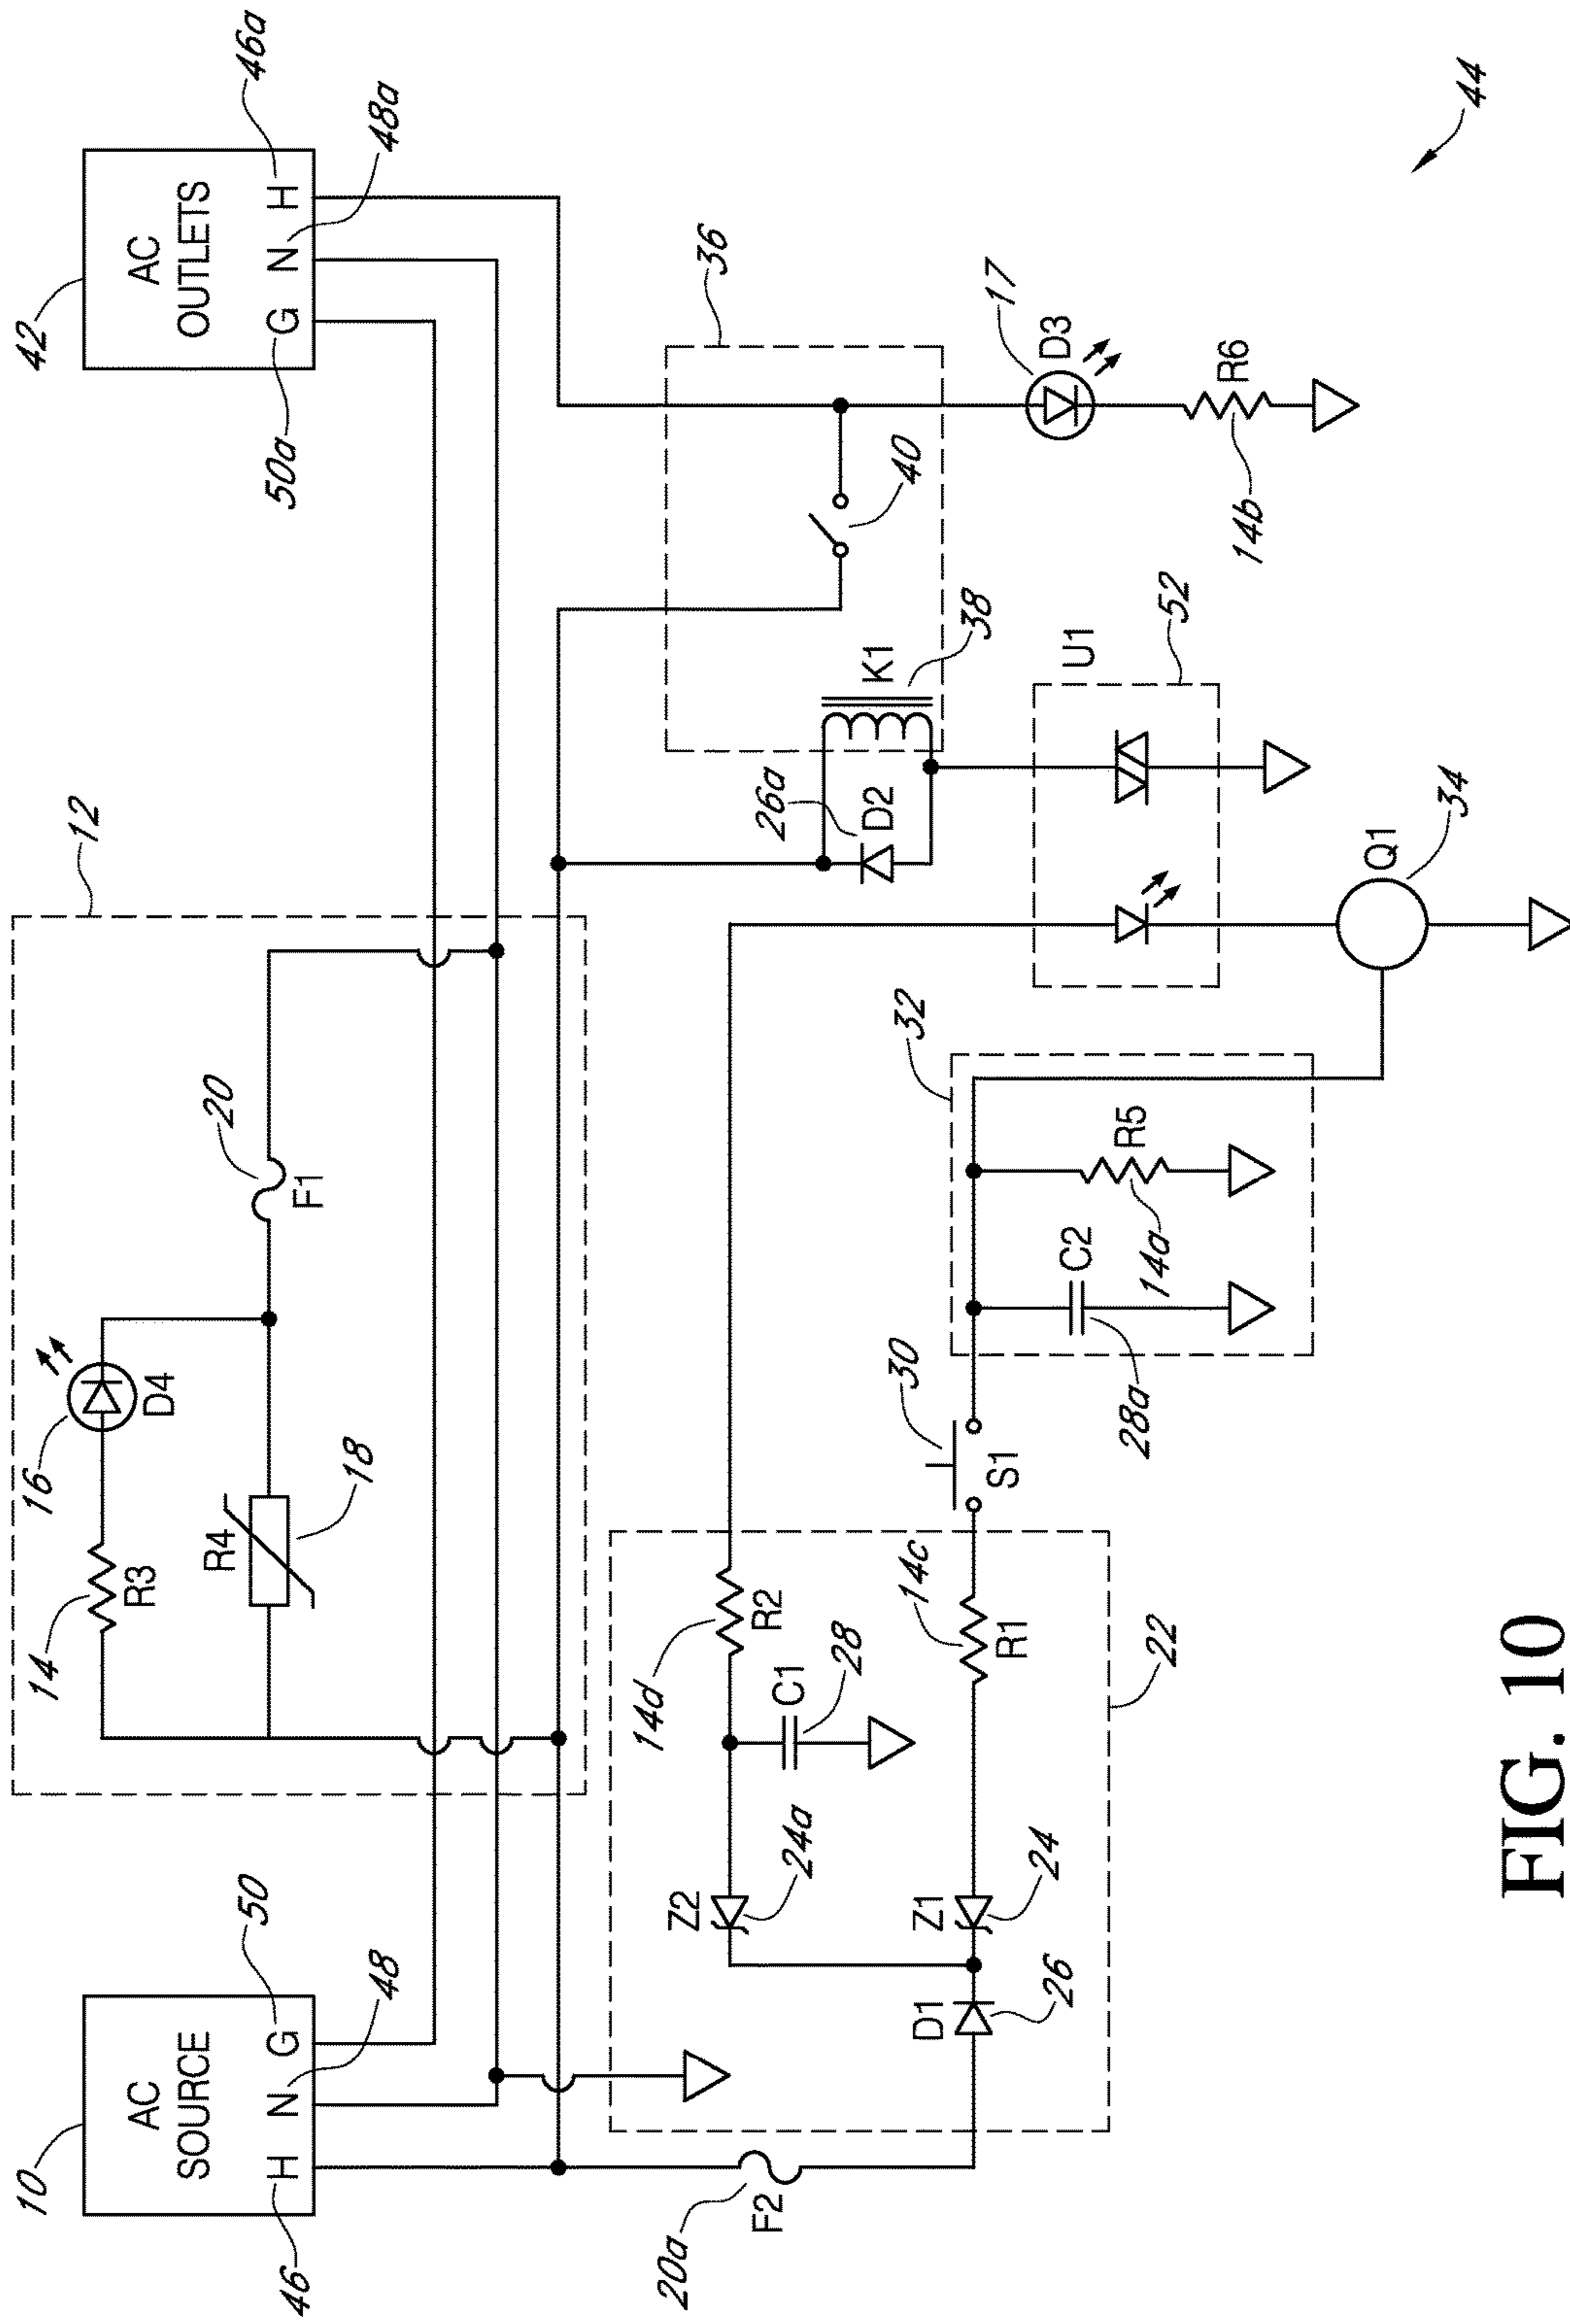 10
AC
SOURCE
H N G
46
48
50
12
14
R3
16
D4
R4
18
20
F1
42
AC
OUTLETS
G N H
50a
48a
46a
20a
F2
22
D1
26
Z1
24
Z2
24a
C1
28
14d
R2
14c
R1
30
S1
32
C2
28a
R5
14a
Q1
34
U1
52
26a
D2
K1
38
36
40
17
D3
R6
14b
44
FIG. 10